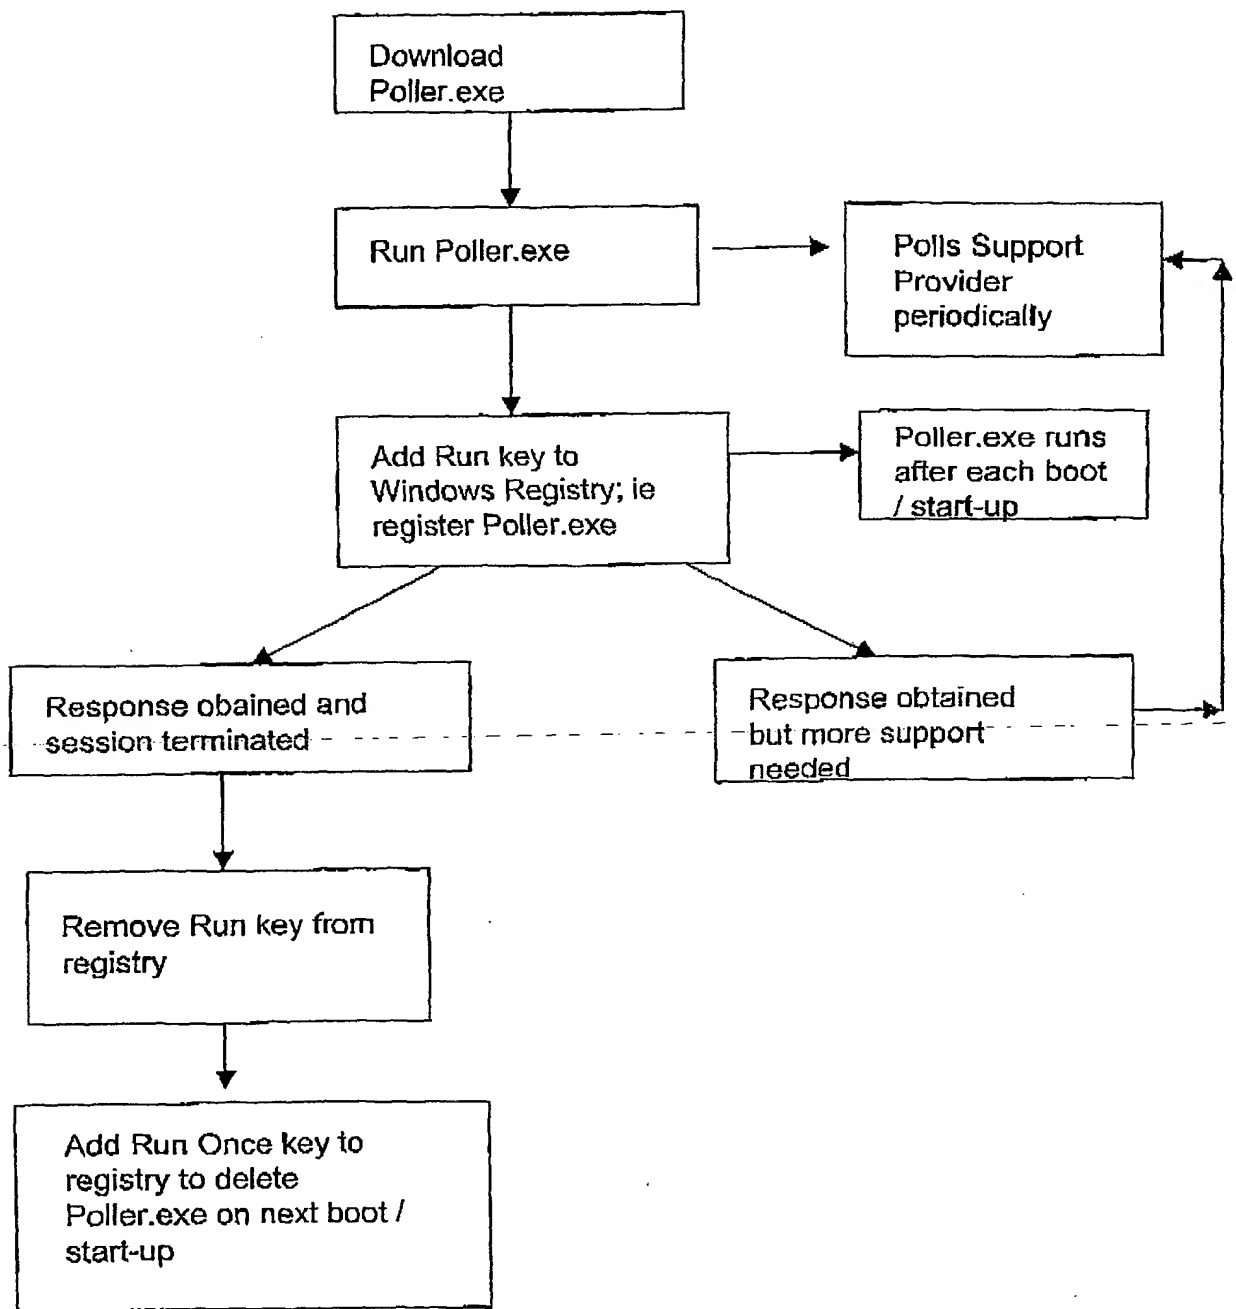 Download
Poller.exe
Run Poller.exe
Polls Support
Provider
periodically
Add Run key to
Windows Registry; ie
register Poller.exe
Poller.exe runs
after each boot
/ start-up
Response obained and
session terminated
Response obtained
but more support
needed
Remove Run key from
registry
Add Run Once key to
registry to delete
Poller.exe on next boot /
start-up